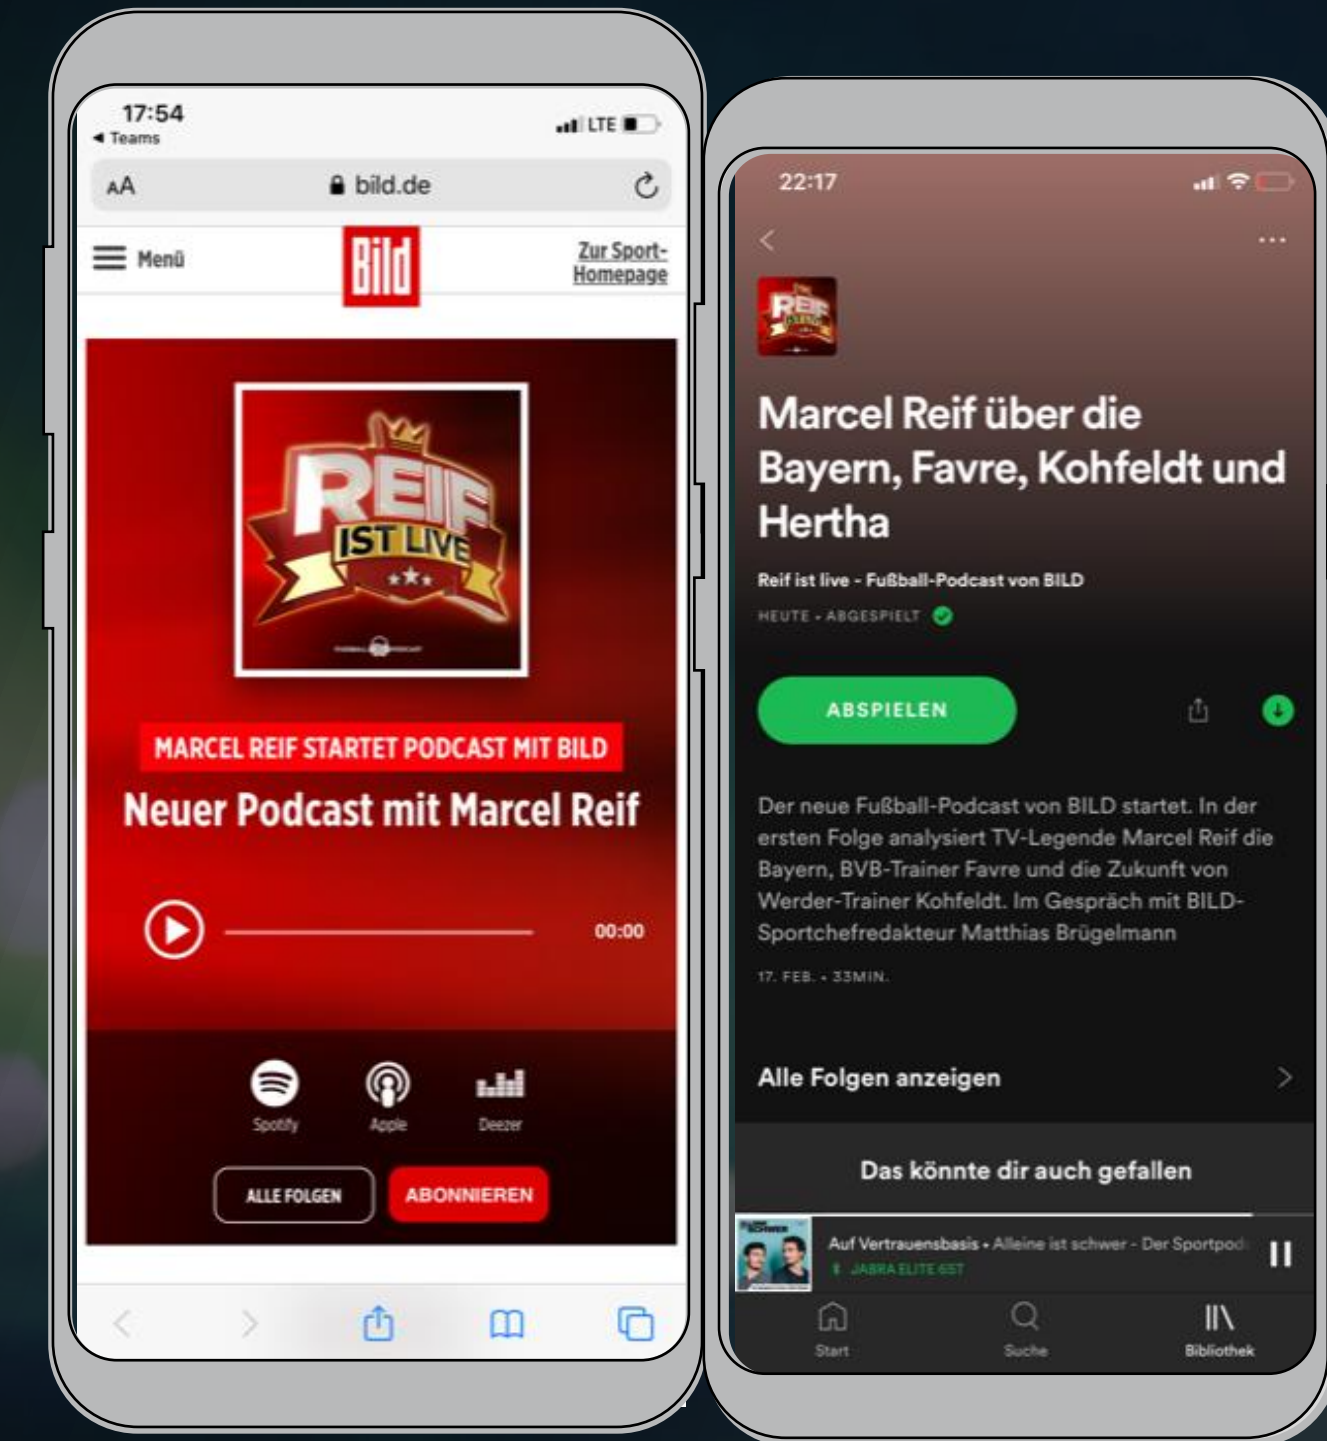 17:54
Teams
LTE
AA
bild.de
Menü
Bild
Zur Sport-
Homepage
REIF
IST LIVE
MARCEL REIF STARTET PODCAST MIT BILD
Neuer Podcast mit Marcel Reif
00:00
Spotify
Apple
Deezer
ALLE FOLGEN
ABONNIEREN
22:17
REIF
Marcel Reif über die
Bayern, Favre, Kohfeldt und
Hertha
Reif ist live - Fußball-Podcast von BILD
HEUTE • ABGESPIELT
ABSPIELEN
Der neue Fußball-Podcast von BILD startet. In der
ersten Folge analysiert TV-Legende Marcel Reif die
Bayern, BVB-Trainer Favre und die Zukunft von
Werder-Trainer Kohfeldt. Im Gespräch mit BILD-
Sportchefredakteur Matthias Brügelmann
17. FEB. • 33MIN.
Alle Folgen anzeigen
Das könnte dir auch gefallen
Auf Vertrauensbasis • Alleine ist schwer - Der Sportpod
JABRA ELITE 65T
Start
Suche
Bibliothek